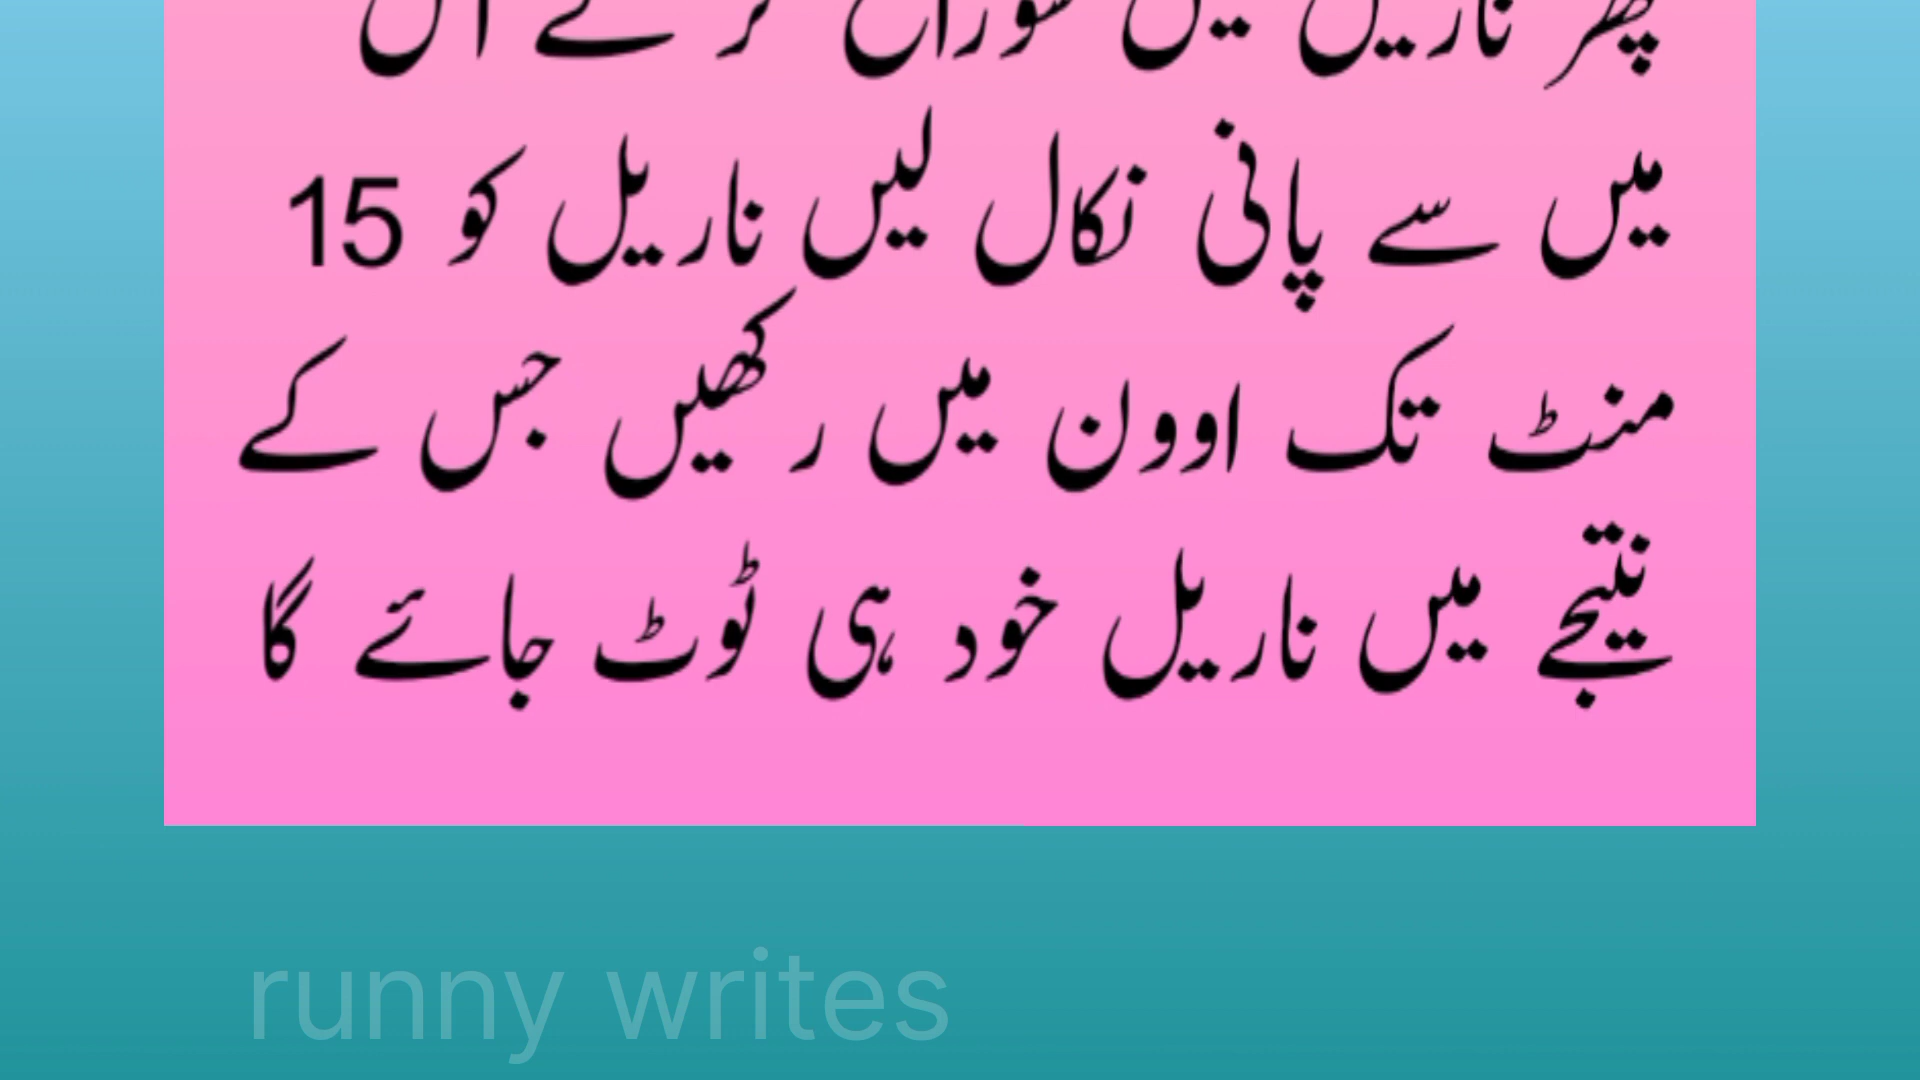 پھر ناریل میں سوراخ کر کے اس
میں سے پانی نکال لیں ناریل کو 15
منٹ تک اوون میں رکھیں جس کے
نتیجے میں ناریل خود ہی ٹوٹ جائے گا
runny writes